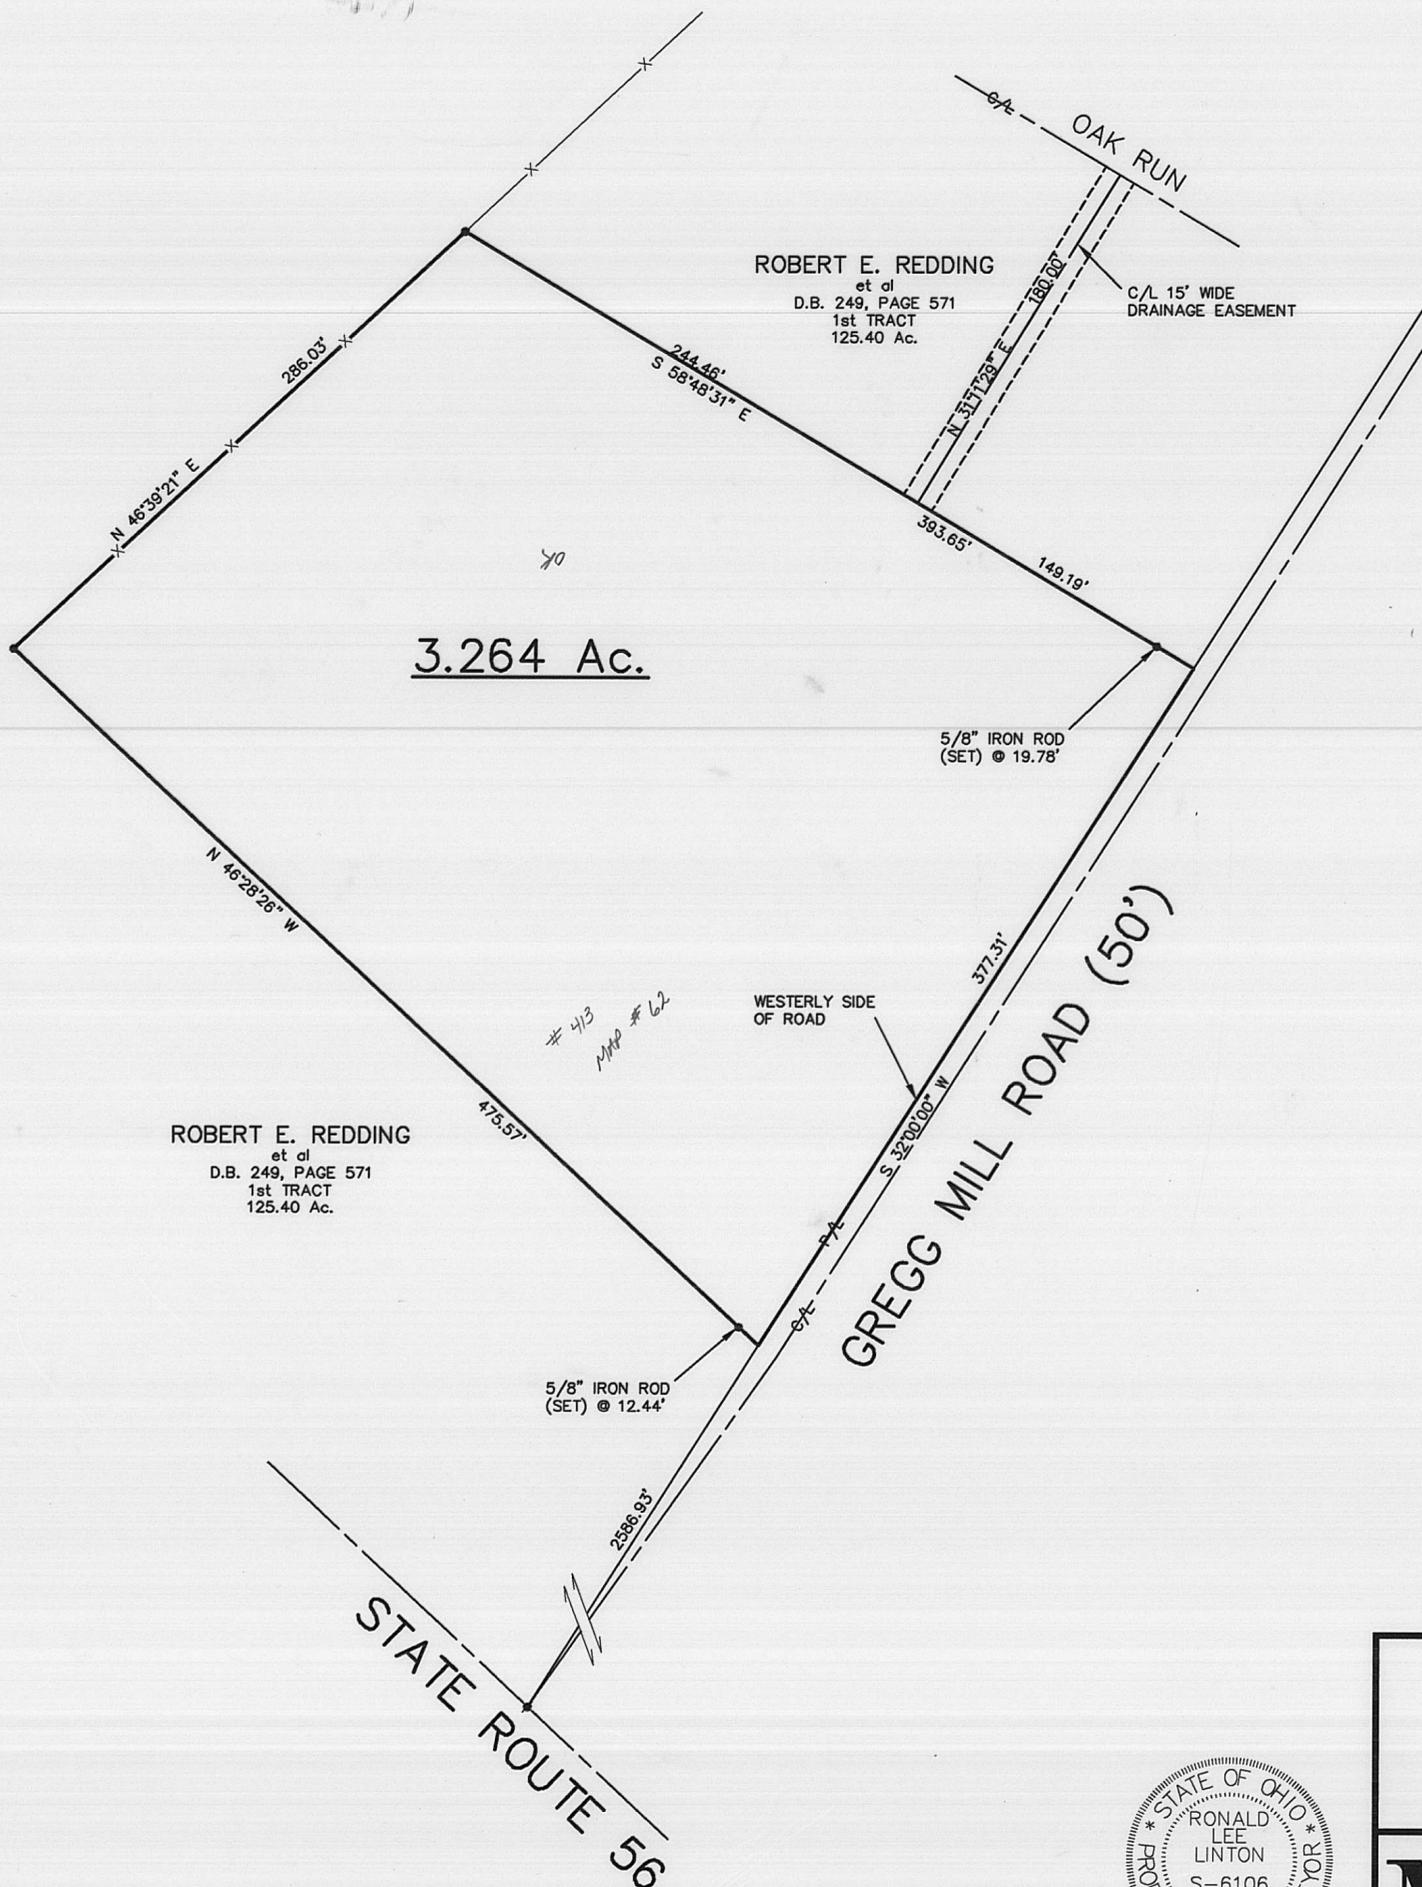 C/L
OAK RUN
ROBERT E. REDDING
et al
D.B. 249, PAGE 571
1st TRACT
125.40 Ac.
180.00'
C/L 15' WIDE
DRAINAGE EASEMENT
N 31°11'29" E
286.03'
244.46'
S 58°48'31" E
N 46°39'21" E
393.65'
149.19'
3.264 Ac.
5/8" IRON ROD
(SET) @ 19.78'
N 46°28'26" W
377.31'
WESTERLY SIDE
OF ROAD
# 413
MAP # 62
475.57'
S 32°00'00" W
GREGG MILL ROAD (50')
ROBERT E. REDDING
et al
D.B. 249, PAGE 571
1st TRACT
125.40 Ac.
P/L
C/L
5/8" IRON ROD
(SET) @ 12.44'
2586.93'
STATE ROUTE 56
STATE OF OHIO
RONALD
LEE
LINTON
S-6106